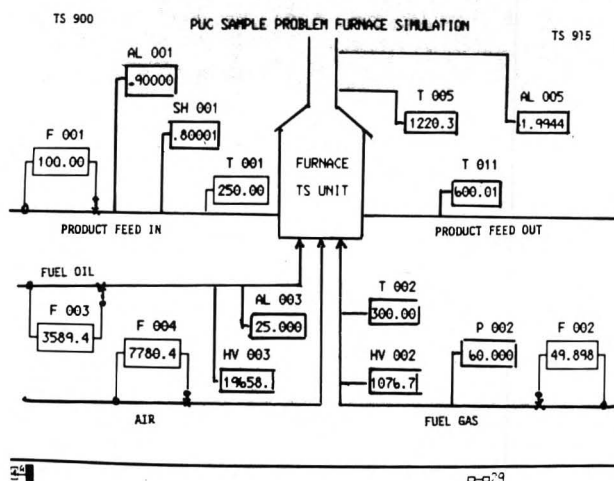 TS 900
PUC SAMPLE PROBLEM FURNACE SIMULATION
TS 915
AL 001
.90000
SH 001
.80001
F 001
100.00
T 001
250.00
FURNACE
TS UNIT
T 005
1220.3
AL 005
1.9944
T 011
600.01
PRODUCT FEED IN
PRODUCT FEED OUT
FUEL OIL
F 003
3589.4
F 004
7780.4
AL 003
25.000
HV 003
19658.
T 002
300.00
HV 002
1076.7
P 002
60.000
F 002
49.898
AIR
FUEL GAS